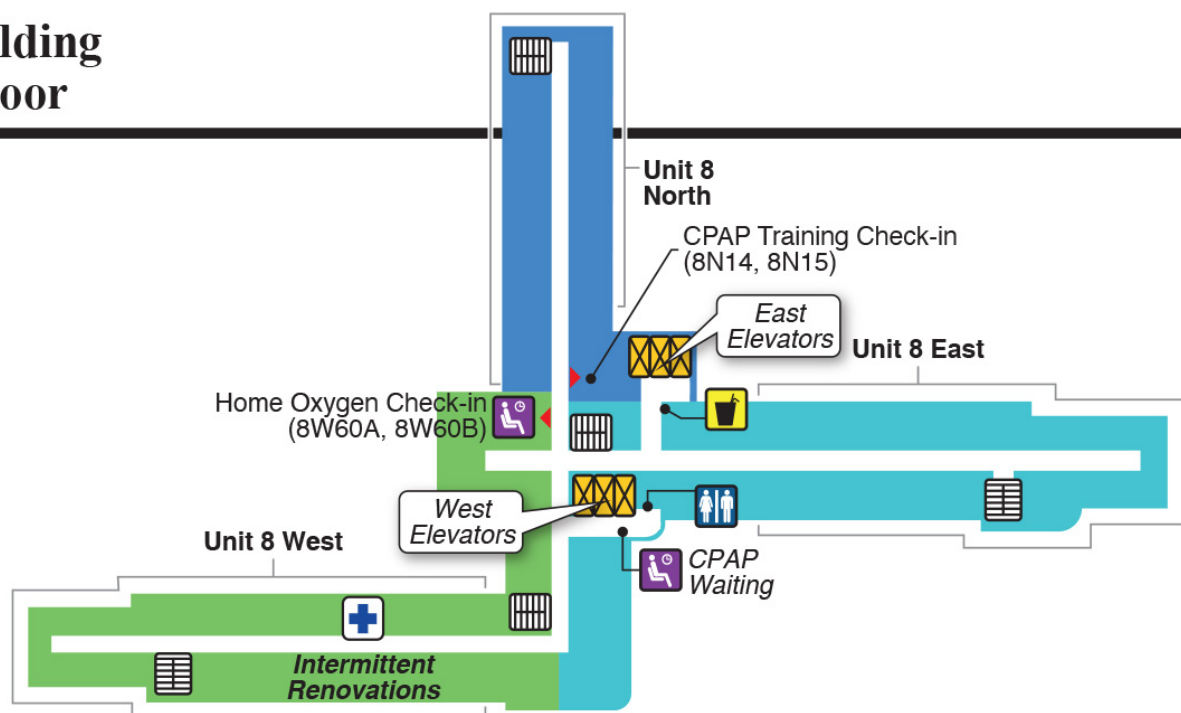 lding
oor
Unit 8
North
CPAP Training Check-in
(8N14, 8N15)
East
Elevators
Unit 8 East
Home Oxygen Check-in
(8W60A, 8W60B)
West
Elevators
Unit 8 West
CPAP
Waiting
Intermittent
Renovations